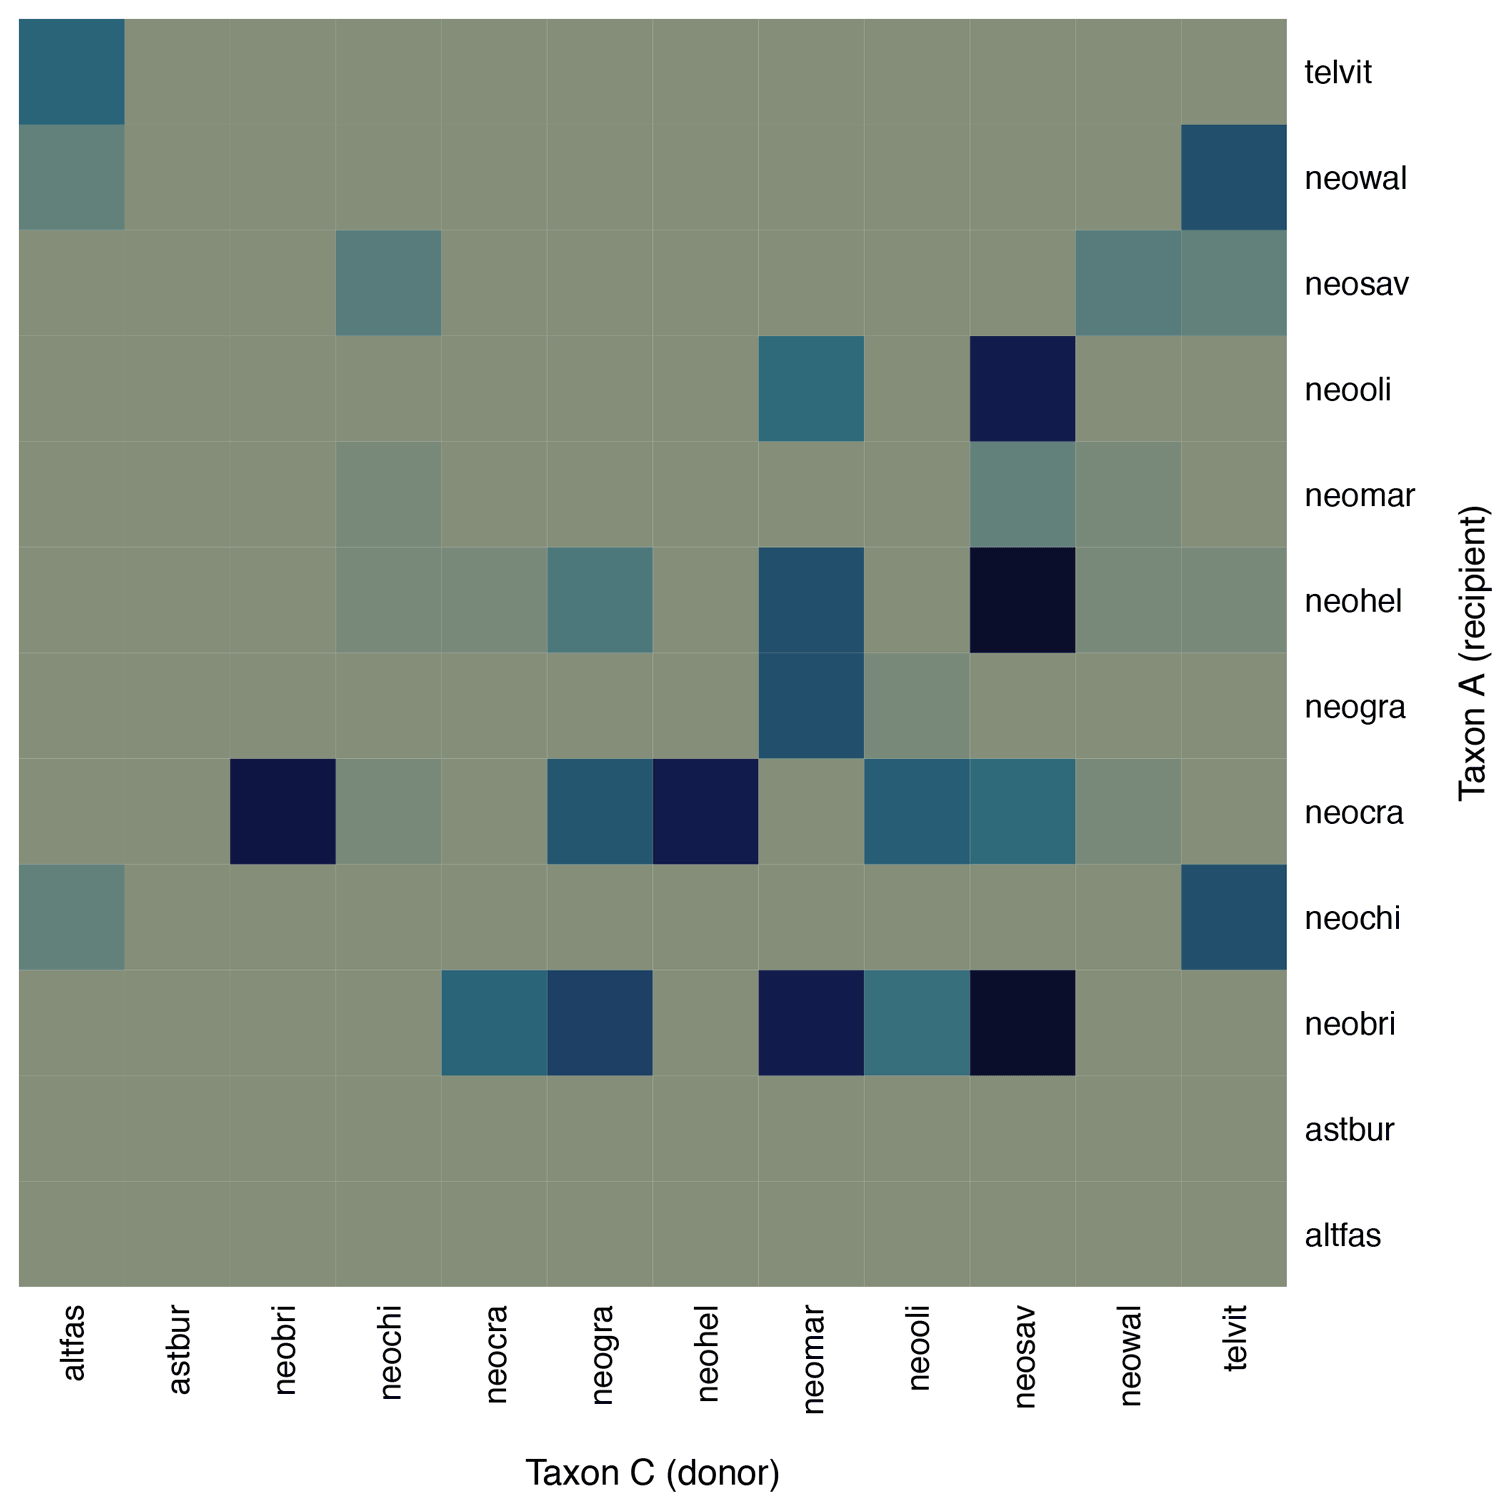 telvit
neowal
neosav
neooli
neomar
neohel
neogra
neocra
neochi
neobri
astbur
altfas
Taxon A (recipient)
altfas
astbur
neobri
neochi
neocra
neogra
neohel
neomar
neooli
neosav
neowal
telvit
Taxon C (donor)